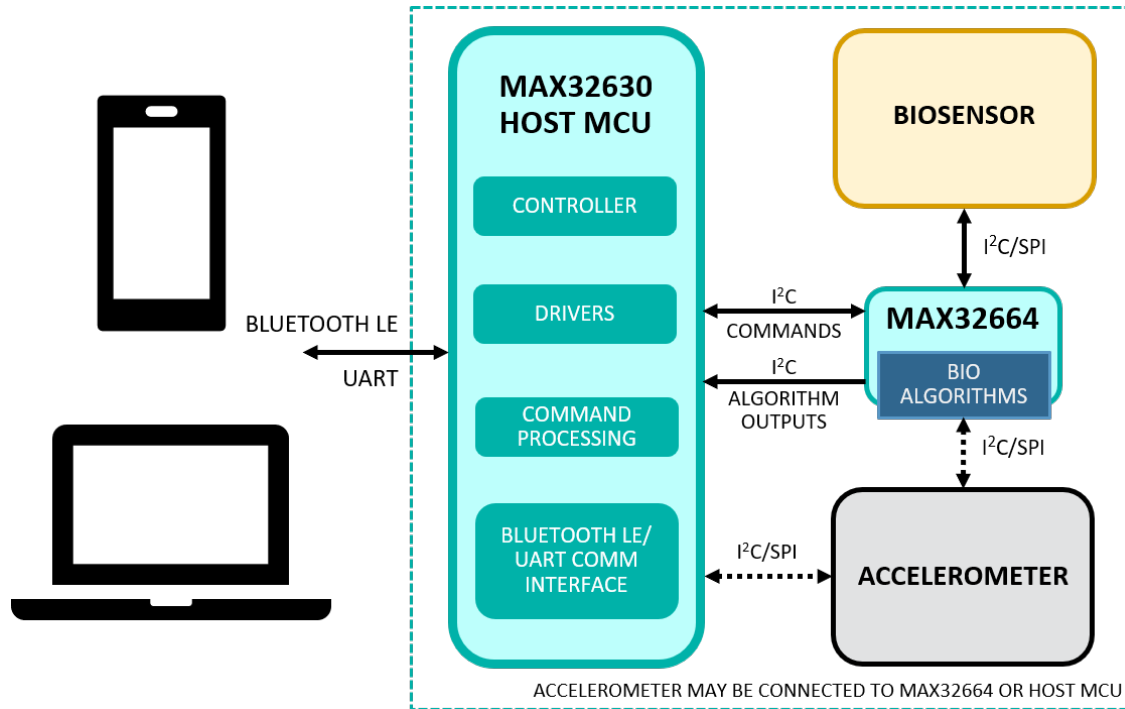 MAX32630
HOST MCU
CONTROLLER
DRIVERS
COMMAND
PROCESSING
BLUETOOTH LE/
UART COMM
INTERFACE
BLUETOOTH LE
UART
I²C
COMMANDS
I²C
ALGORITHM
OUTPUTS
I²C/SPI
BIOSENSOR
I²C/SPI
MAX32664
BIO
ALGORITHMS
I²C/SPI
ACCELEROMETER
ACCELEROMETER MAY BE CONNECTED TO MAX32664 OR HOST MCU